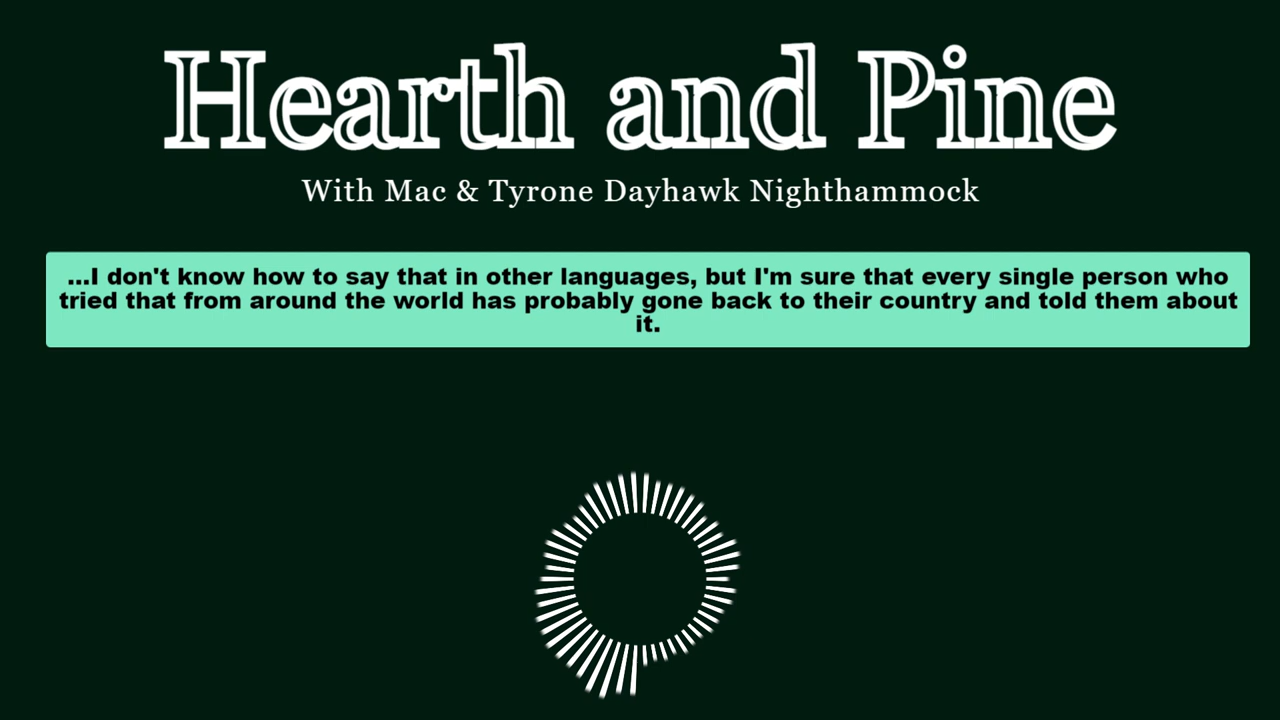 Hearth and Pine
With Mac & Tyrone Dayhawk Nighthammock
...I don't know how to say that in other languages, but I'm sure that every single person who
tried that from around the world has probably gone back to their country and told them about
it.